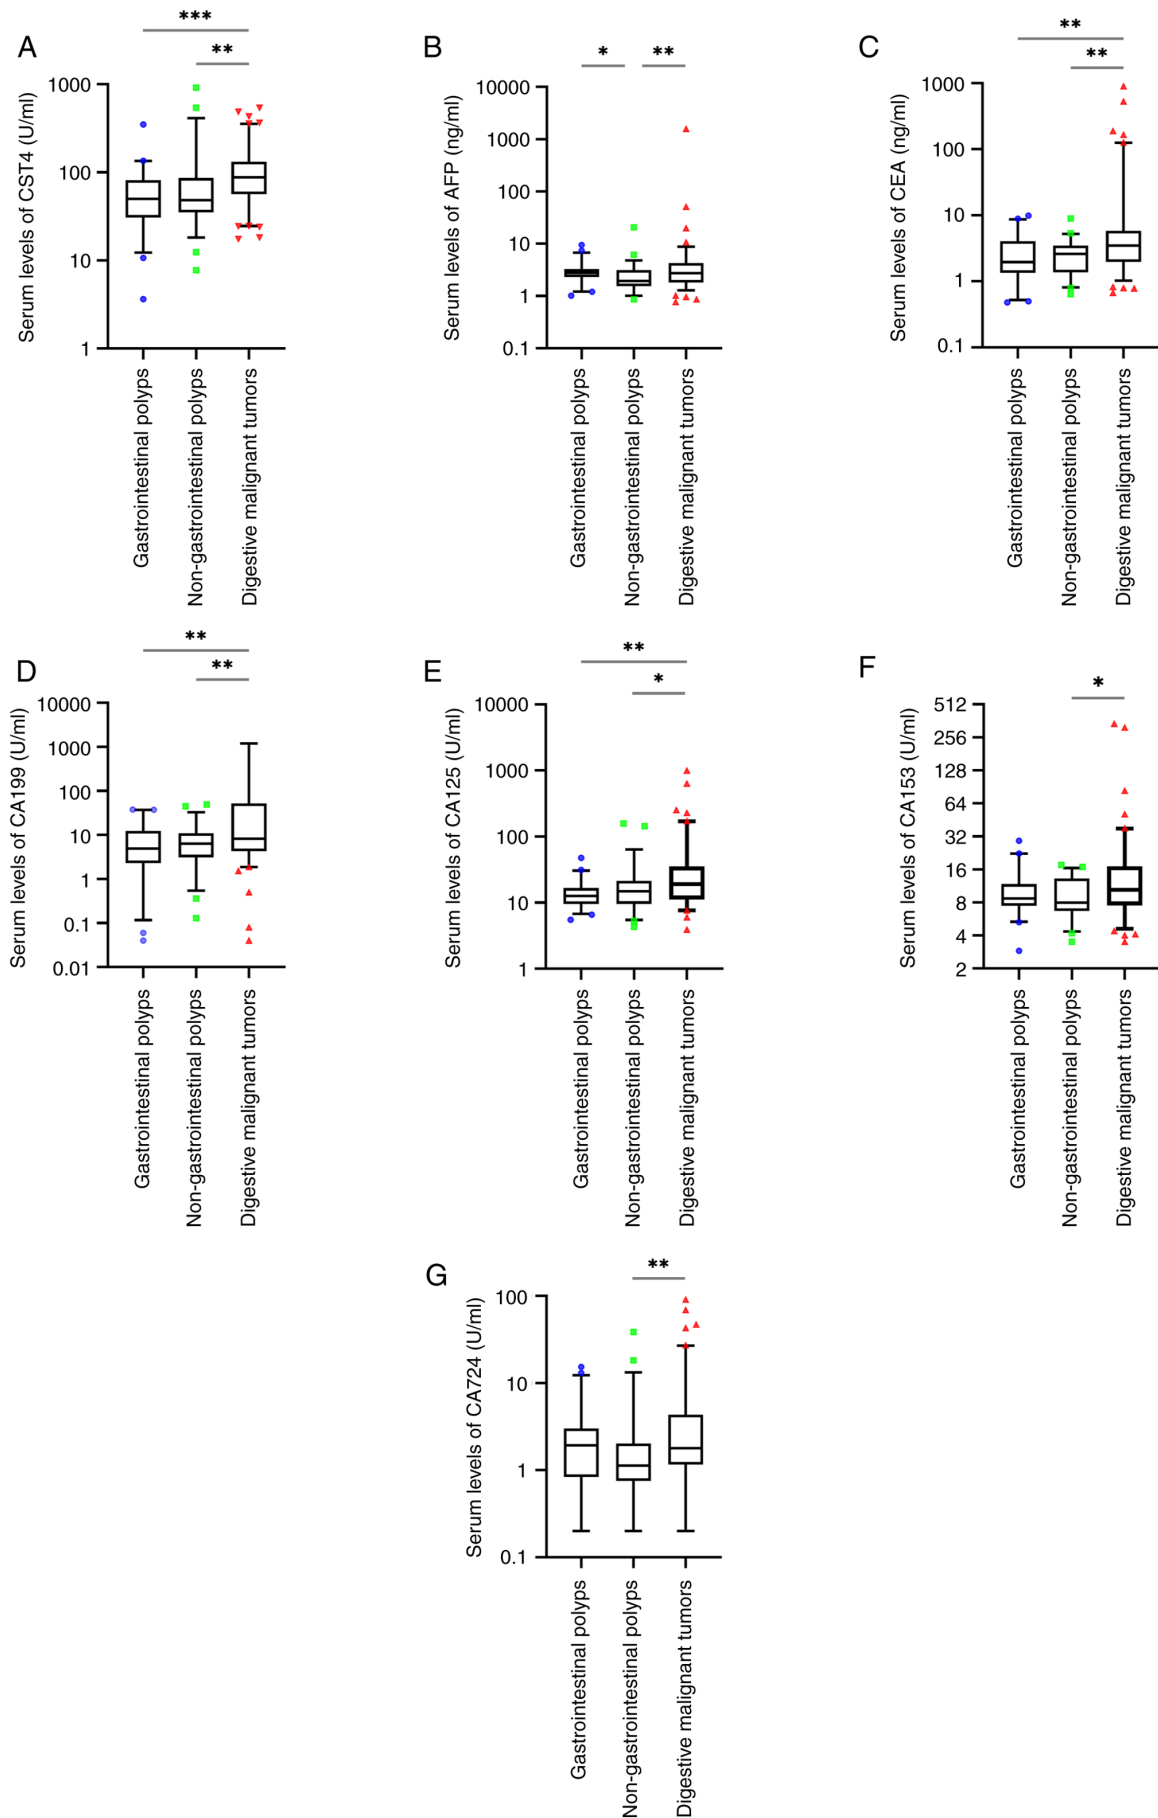 A
***
**
Serum levels of CST4 (U/ml)
1000
100
10
1
Gastrointestinal polyps
Non-gastrointestinal polyps
Digestive malignant tumors
B
*
**
Serum levels of AFP (ng/ml)
10000
1000
100
10
1
0.1
Gastrointestinal polyps
Non-gastrointestinal polyps
Digestive malignant tumors
C
**
**
Serum levels of CEA (ng/ml)
1000
100
10
1
0.1
Gastrointestinal polyps
Non-gastrointestinal polyps
Digestive malignant tumors
D
**
**
Serum levels of CA199 (U/ml)
10000
1000
100
10
1
0.1
0.01
Gastrointestinal polyps
Non-gastrointestinal polyps
Digestive malignant tumors
E
**
*
Serum levels of CA125 (U/ml)
10000
1000
100
10
1
Gastrointestinal polyps
Non-gastrointestinal polyps
Digestive malignant tumors
F
*
Serum levels of CA153 (U/ml)
512
256
128
64
32
16
8
4
2
Gastrointestinal polyps
Non-gastrointestinal polyps
Digestive malignant tumors
G
**
Serum levels of CA724 (U/ml)
100
10
1
0.1
Gastrointestinal polyps
Non-gastrointestinal polyps
Digestive malignant tumors